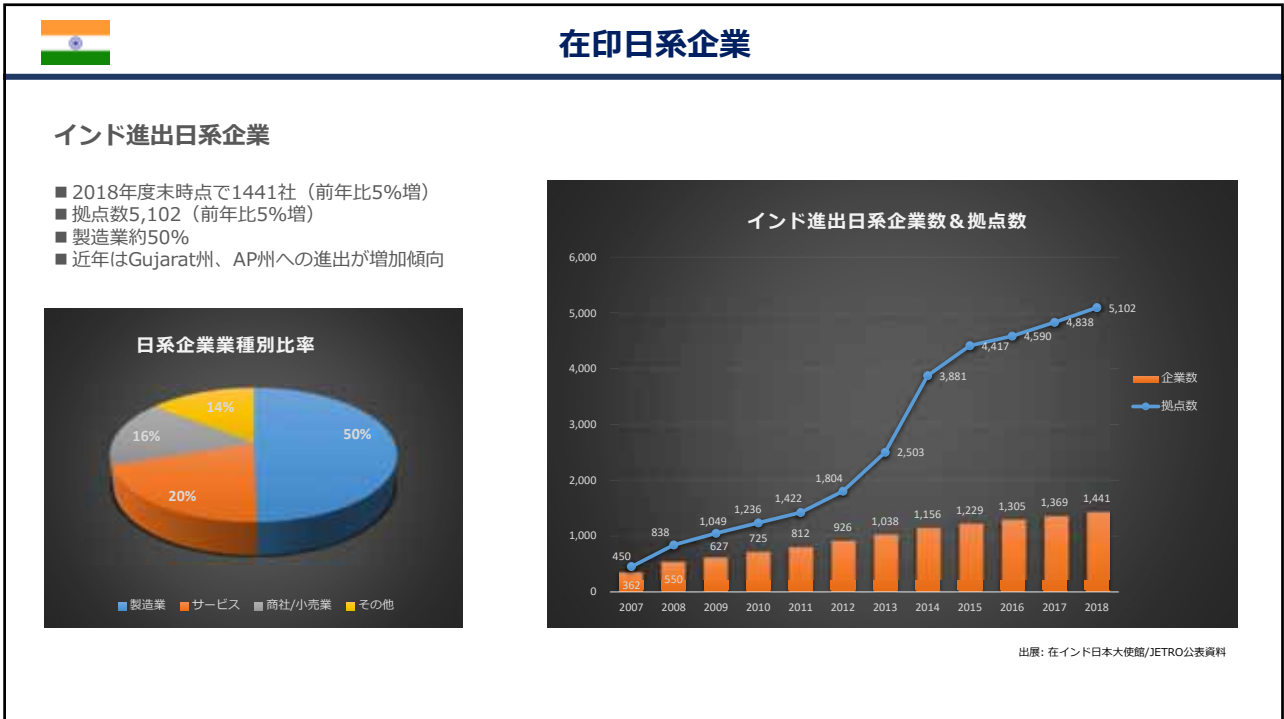 在印日系企業
インド進出日系企業
■ 2018年度末時点で1441社（前年比5%増）
■ 拠点数5,102（前年比5%増）
■ 製造業約50%
■ 近年はGujarat州、AP州への進出が増加傾向
日系企業業種別比率
14%
16%
50%
20%
製造業 サービス 商社/小売業 その他
インド進出日系企業数＆拠点数
6,000
5,000
4,000
3,000
2,000
1,000
0
450 838 1,049 1,236 1,422 1,804 2,503 3,881 4,417 4,590 4,838 5,102
362 550 627 725 812 926 1,038 1,156 1,229 1,305 1,369 1,441
2007 2008 2009 2010 2011 2012 2013 2014 2015 2016 2017 2018
企業数
拠点数
出展: 在インド日本大使館/JETRO公表資料